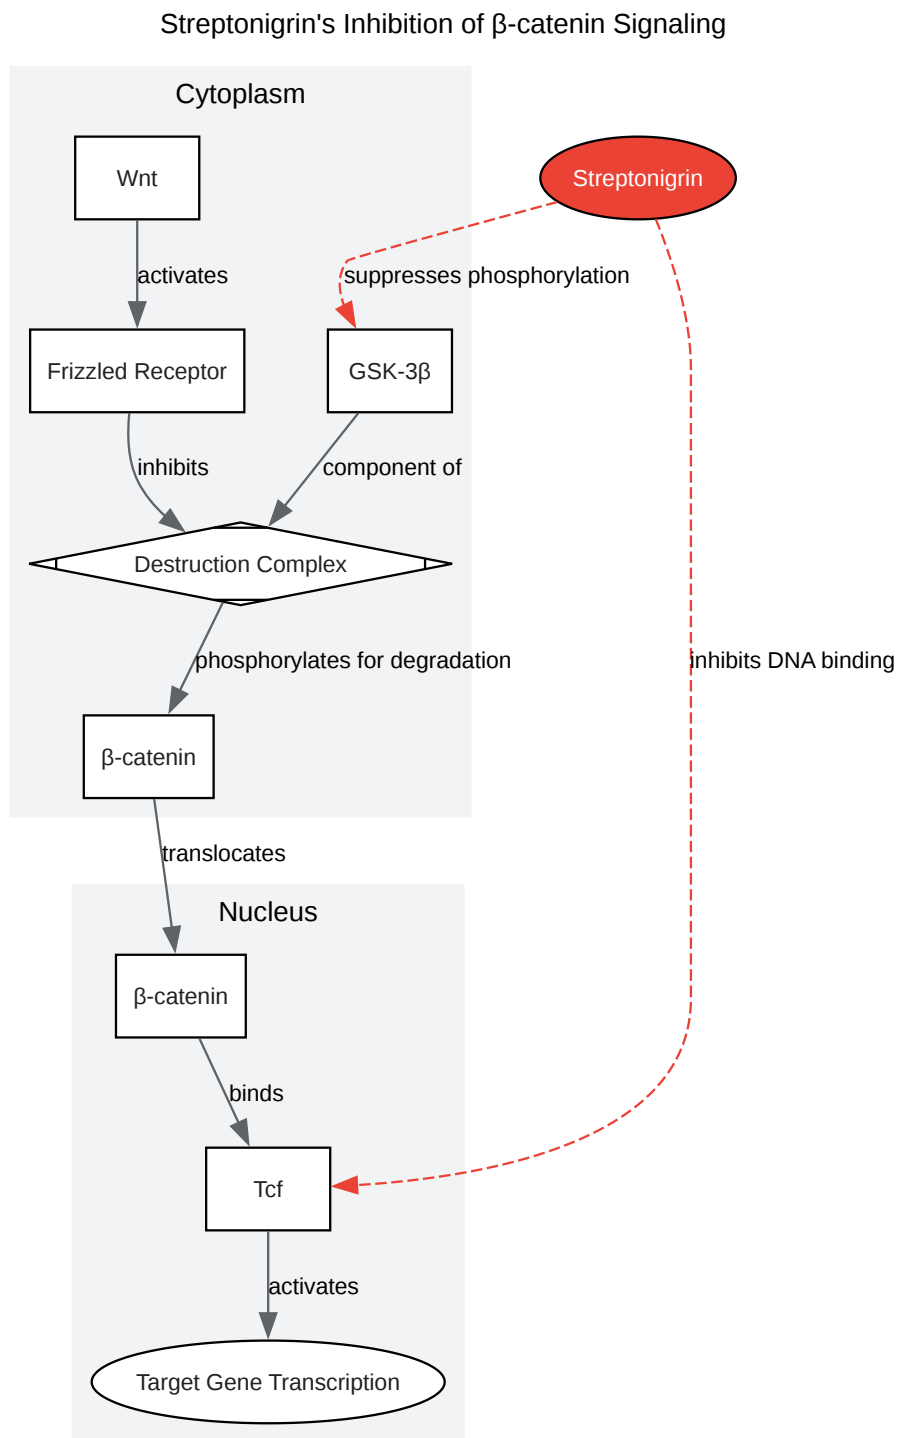 Streptonigrin's Inhibition of β-catenin Signaling
Cytoplasm
Wnt
Streptonigrin
activates
suppresses phosphorylation
Frizzled Receptor
GSK-3β
inhibits
component of
Destruction Complex
phosphorylates for degradation
inhibits DNA binding
β-catenin
translocates
Nucleus
β-catenin
binds
Tcf
activates
Target Gene Transcription